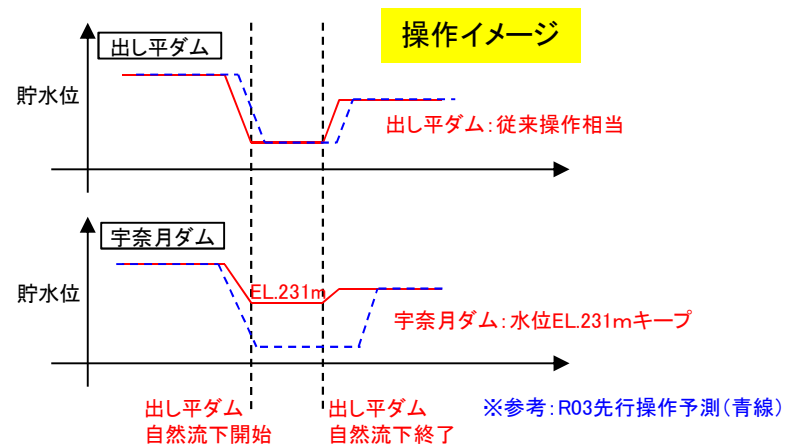 操作イメージ
出し平ダム
貯水位
出し平ダム：従来操作相当
宇奈月ダム
貯水位
EL.231m
宇奈月ダム：水位EL.231mキープ
出し平ダム
自然流下開始
出し平ダム
自然流下終了
※参考：R03先行操作予測（青線）